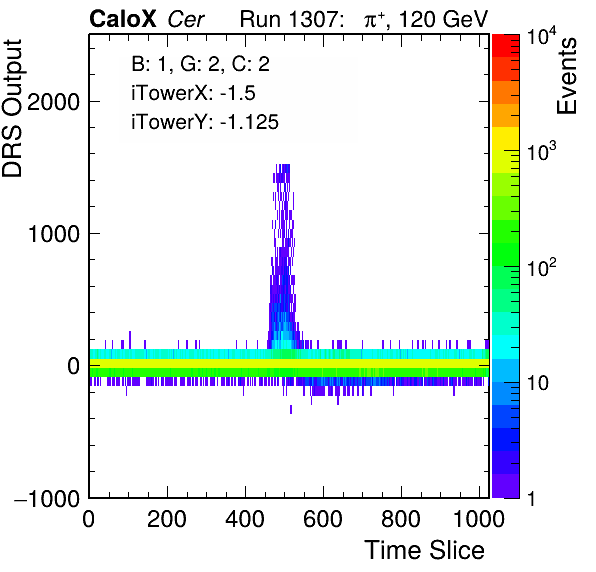 CaloX Cer Run 1307: π⁺, 120 GeV
B: 1, G: 2, C: 2
iTowerX: -1.5
iTowerY: -1.125
DRS Output
2000
1000
0
−1000
0 200 400 600 800 1000
Time Slice
Events
10⁴
10³
10²
10
1